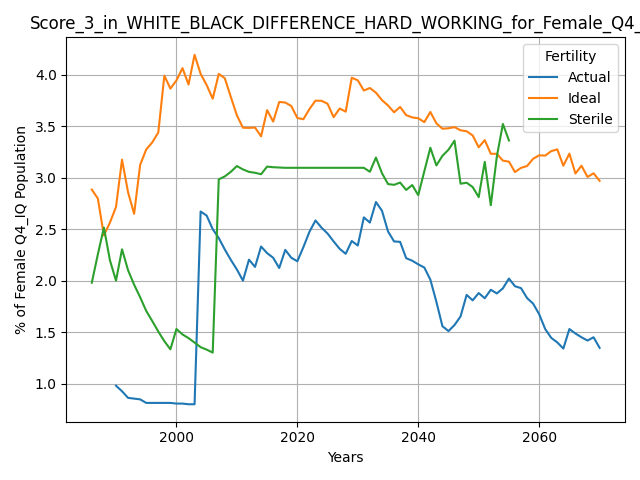 Score_3_in_WHITE_BLACK_DIFFERENCE_HARD_WORKING_for_Female_Q4_
Fertility
Actual
Ideal
Sterile
% of Female Q4_IQ Population
4.0
3.5
3.0
2.5
2.0
1.5
1.0
2000
2020
2040
2060
Years